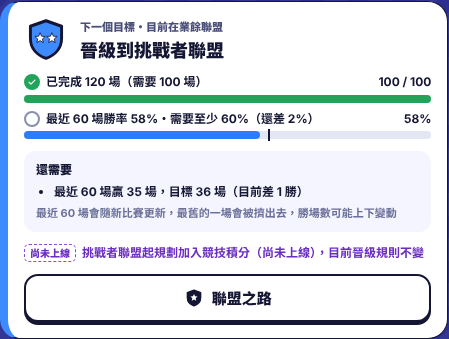 下一個目標・目前在業餘聯盟
晉級到挑戰者聯盟
已完成 120 場（需要 100 場） 100 / 100
最近 60 場勝率 58%・需要至少 60%（還差 2%） 58%
還需要
• 最近 60 場贏 35 場，目標 36 場（目前差 1 勝）
最近 60 場會隨新比賽更新，最舊的一場會被擠出去，勝場數可能上下變動
尚未上線 挑戰者聯盟起規劃加入競技積分（尚未上線），目前晉級規則不變
聯盟之路